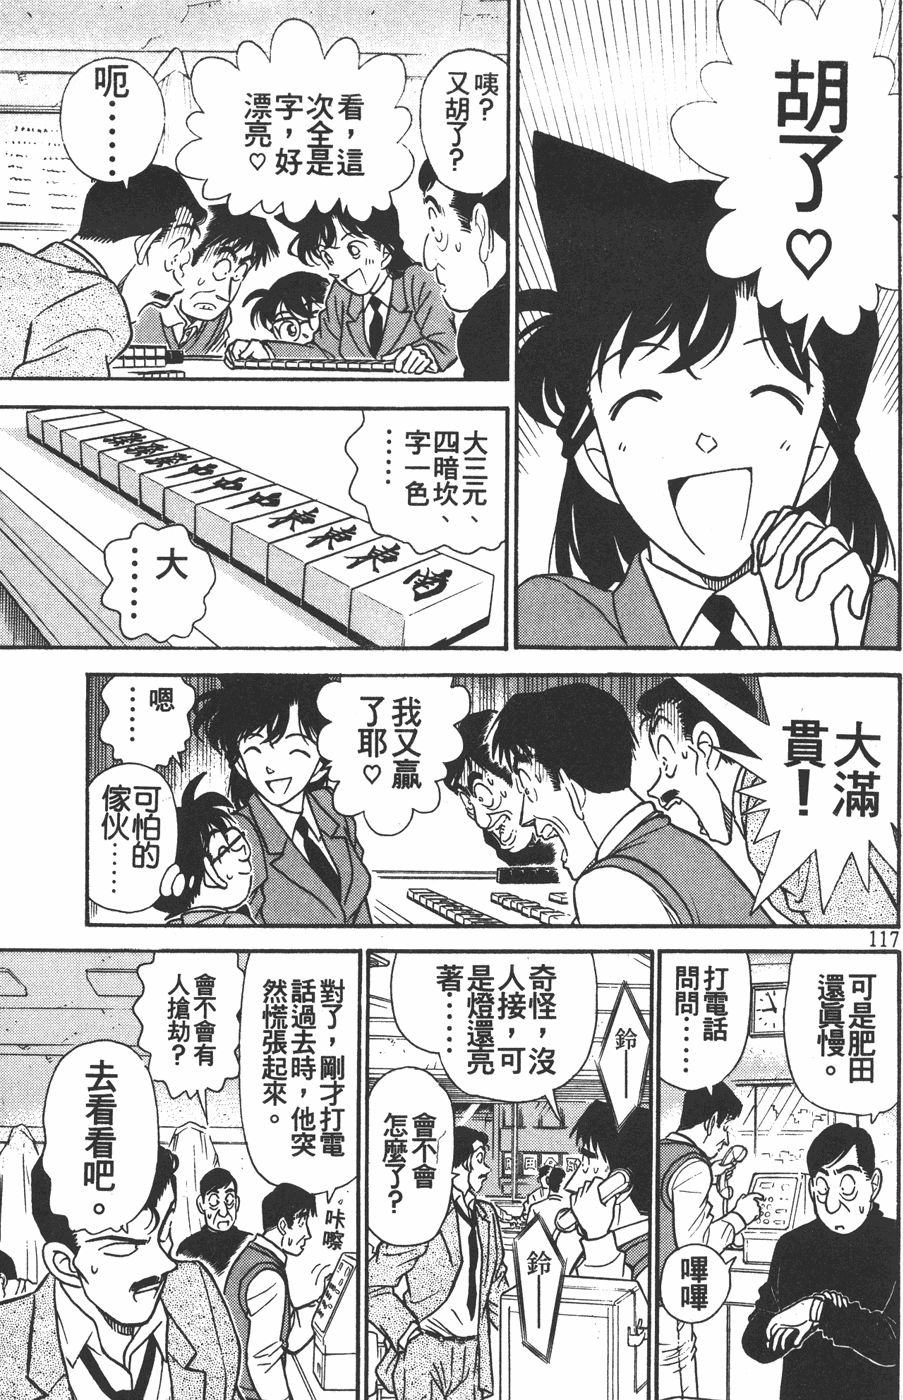 胡了♡
咦？
又胡了？
看，這
次全是
字，好
漂亮♡
呃……
大三元、
四暗坎、
字一色
……
大
……
大滿
貫！
我又贏
了耶♡
嗯
……
可怕的
傢伙……
117
可是肥田
還真慢。
打電話
問問……
嗶嗶
鈴—
奇怪，沒
人接，可
是燈還亮
著……
鈴—
會不會
怎麼了？
對了，剛才打電
話過去時，他突
然慌張起來。
咔嚓
會不會有
人搶劫？
去看看吧。